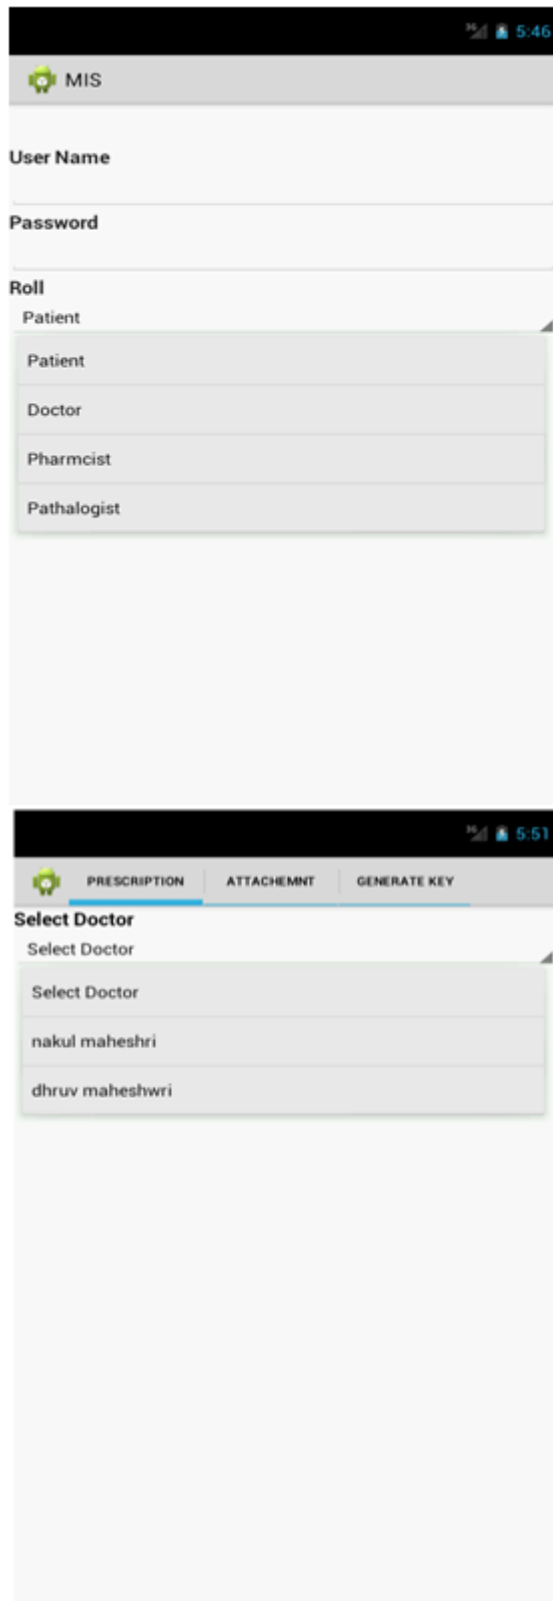 5:46
MIS
User Name
Password
Roll
Patient
Patient
Doctor
Pharmcist
Pathalogist
5:51
PRESCRIPTION ATTACHEMNT GENERATE KEY
Select Doctor
Select Doctor
Select Doctor
nakul maheshri
dhruv maheshwri